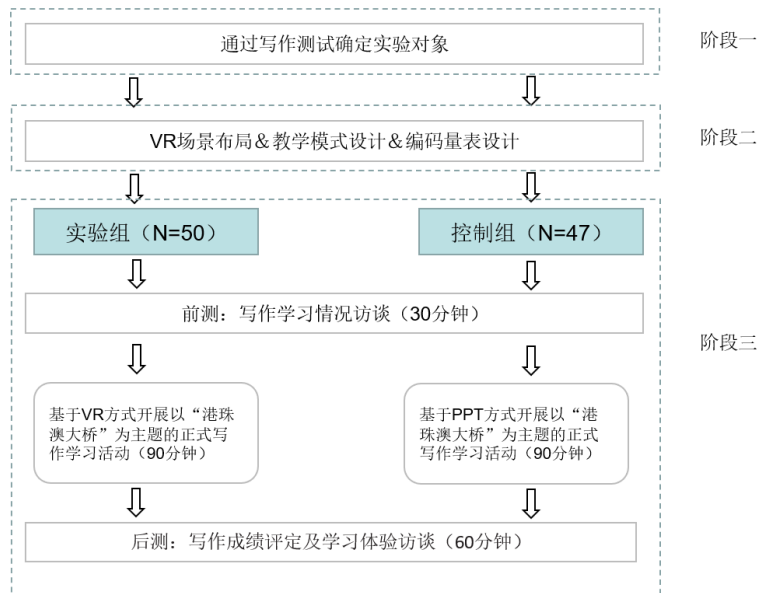 通过写作测试确定实验对象
阶段一
VR场景布局&教学模式设计&编码量表设计
阶段二
实验组（N=50）
控制组（N=47）
前测：写作学习情况访谈（30分钟）
阶段三
基于VR方式开展以“港珠
澳大桥”为主题的正式写
作学习活动（90分钟）
基于PPT方式开展以“港
珠澳大桥”为主题的正式
写作学习活动（90分钟）
后测：写作成绩评定及学习体验访谈（60分钟）